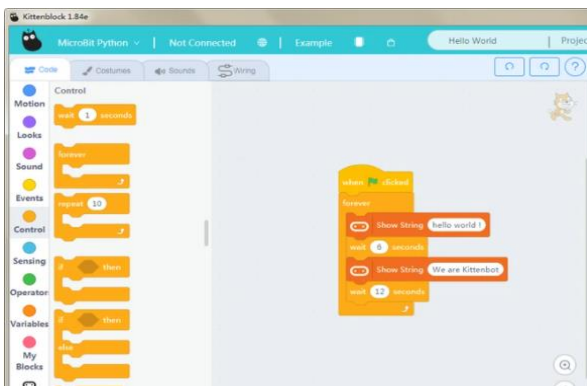 Kittenblock 1.84e
MicroBit Python | Not Connected | Example Hello World | Projec
Code Costumes Sounds Wiring
Motion
Looks
Sound
Events
Control
Sensing
Operator
Variables
My
Blocks
Control
wait 1 seconds
forever
repeat 10
if then
if then
else
when clicked
forever
Show String hello world !
wait 6 seconds
Show String We are Kittenbot
wait 12 seconds